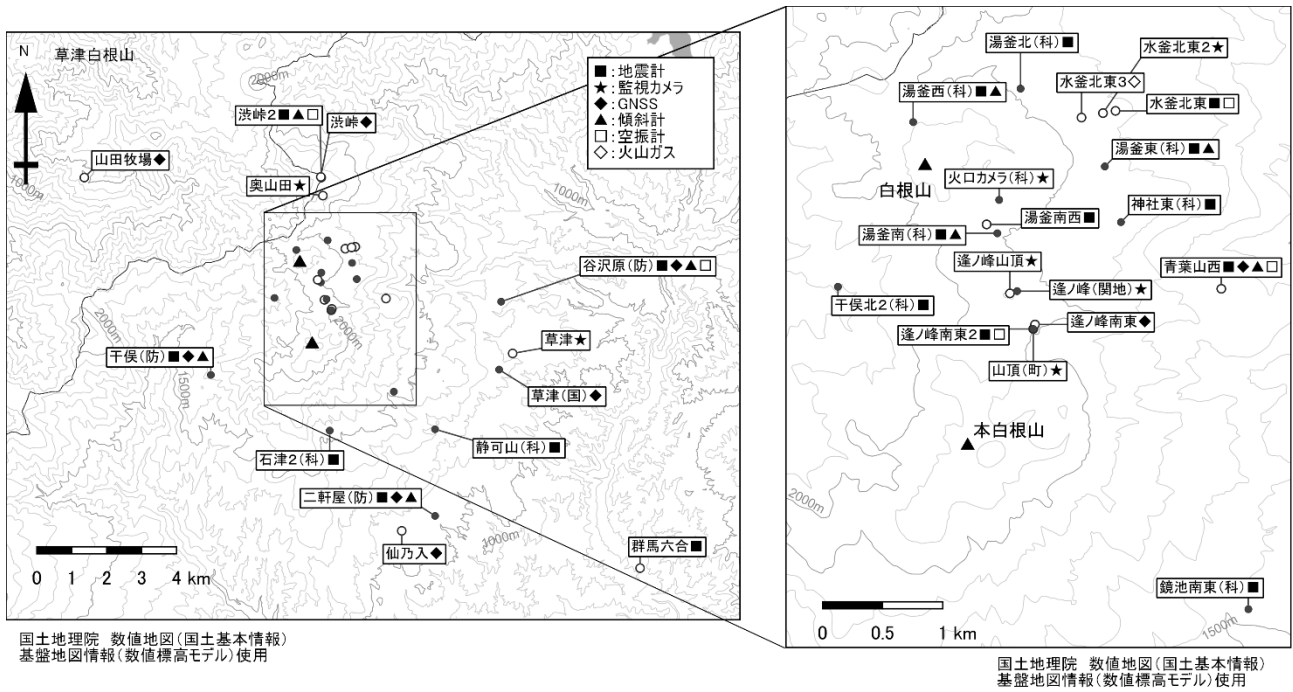 N
草津白根山
2000m
■:地震計
★:監視カメラ
◆:GNSS
▲:傾斜計
□:空振計
◇:火山ガス
渋峠2■▲□
渋峠◆
山田牧場◆
奥山田★
1000m
1000m
谷沢原(防)■◆▲□
2000m
2000m
草津★
干俣(防)■◆▲
1500m
草津(国)◆
静可山(科)■
石津2(科)■
二軒屋(防)■◆▲
仙乃入◆
1000m
群馬六合■
0 1 2 3 4 km
国土地理院 数値地図(国土基本情報)
基盤地図情報(数値標高モデル)使用
湯釜北(科)■
水釜北東2★
水釜北東3◇
湯釜西(科)■▲
水釜北東■□
湯釜東(科)■▲
白根山
火口カメラ(科)★
神社東(科)■
湯釜南西■
湯釜南(科)■▲
逢ノ峰山頂★
青葉山西■◆▲□
干俣北2(科)■
逢ノ峰(関地)★
逢ノ峰南東◆
逢ノ峰南東2■□
山頂(町)★
本白根山
2000m
鏡池南東(科)■
1500m
0 0.5 1 km
国土地理院 数値地図(国土基本情報)
基盤地図情報(数値標高モデル)使用